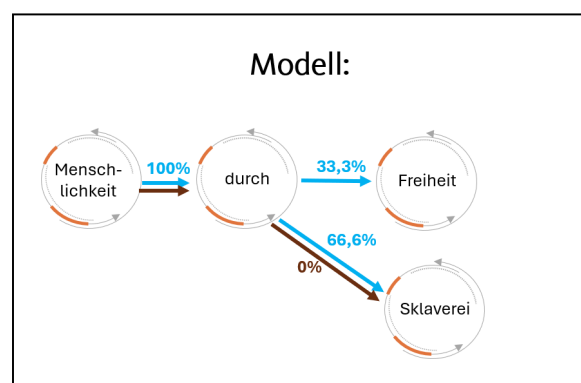 Modell:
Mensch-
lichkeit
100%
durch
33,3%
Freiheit
66,6%
0%
Sklaverei